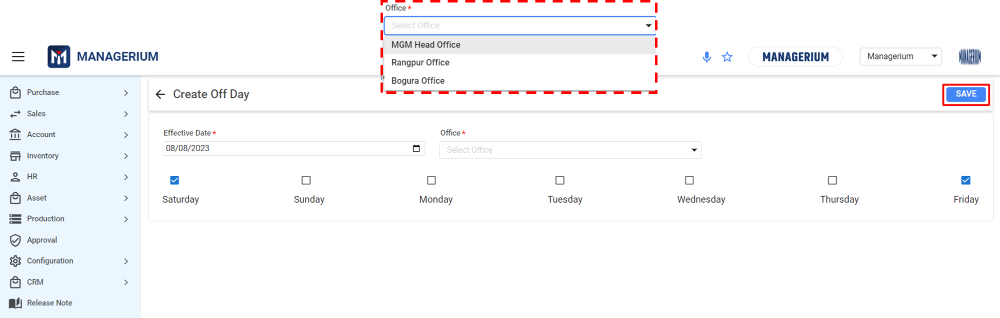 Office *
Select Office
MGM Head Office
Rangpur Office
Bogura Office
MANAGERIUM
MANAGERIUM
Managerium
MANAGERIUM
Purchase
Sales
Account
Inventory
HR
Asset
Production
Approval
Configuration
CRM
Release Note
Create Off Day
SAVE
Effective Date *
08/08/2023
Office *
Select Office
Saturday
Sunday
Monday
Tuesday
Wednesday
Thursday
Friday